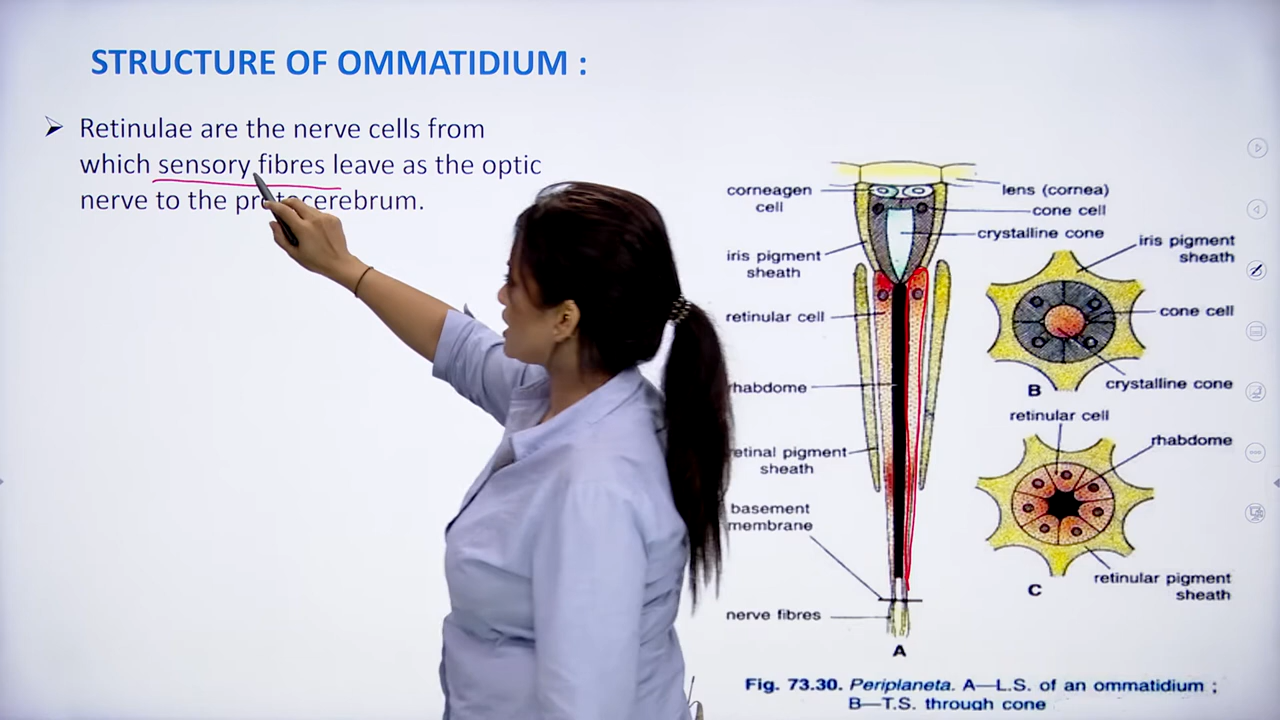 STRUCTURE OF OMMATIDIUM :
Retinulae are the nerve cells from
which sensory fibres leave as the optic
nerve to the protocerebrum.
corneagen
cell
lens (cornea)
cone cell
crystalline cone
iris pigment
sheath
retinular cell
rhabdome
retinal pigment
sheath
basement
membrane
nerve fibres
A
iris pigment
sheath
cone cell
crystalline cone
B
retinular cell
rhabdome
retinular pigment
sheath
C
Fig. 73.30. Periplaneta. A—L.S. of an ommatidium ;
B—T.S. through cone